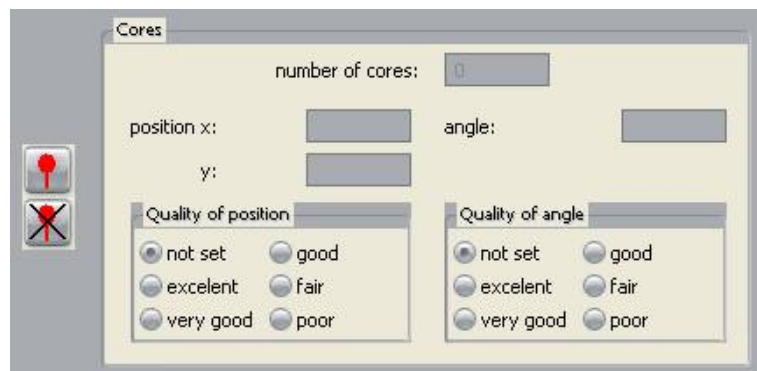 Cores
number of cores: 0
position x: angle:
y:
Quality of position Quality of angle
not set good not set good
excelent fair excelent fair
very good poor very good poor